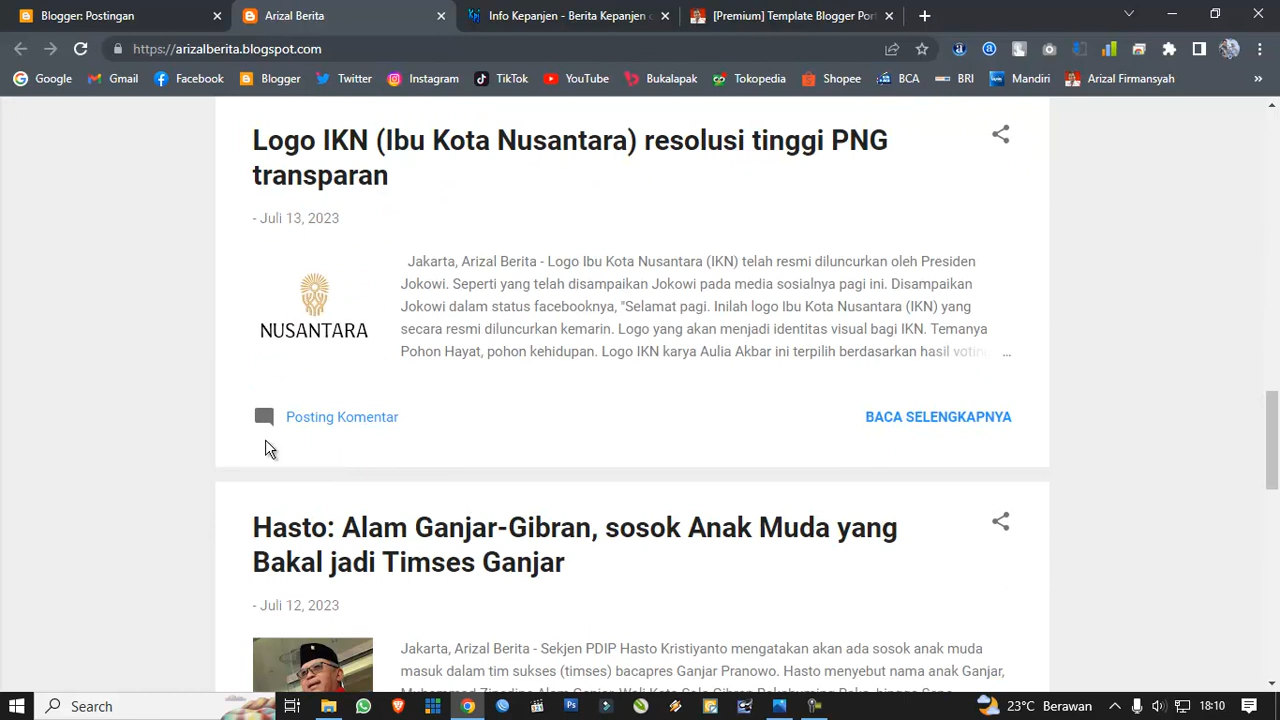 Blogger: Postingan
Arizal Berita
Info Kepanjen - Berita Kepanjen
[Premium] Template Blogger Por
https://arizalberita.blogspot.com
Google Gmail Facebook Blogger Twitter Instagram TikTok YouTube Bukalapak Tokopedia Shopee BCA BRI Mandiri Arizal Firmansyah »
Logo IKN (Ibu Kota Nusantara) resolusi tinggi PNG
transparan
- Juli 13, 2023
NUSANTARA
Jakarta, Arizal Berita - Logo Ibu Kota Nusantara (IKN) telah resmi diluncurkan oleh Presiden
Jokowi. Seperti yang telah disampaikan Jokowi pada media sosialnya pagi ini. Disampaikan
Jokowi dalam status facebooknya, "Selamat pagi. Inilah logo Ibu Kota Nusantara (IKN) yang
secara resmi diluncurkan kemarin. Logo yang akan menjadi identitas visual bagi IKN. Temanya
Pohon Hayat, pohon kehidupan. Logo IKN karya Aulia Akbar ini terpilih berdasarkan hasil voting ...
Posting Komentar
BACA SELENGKAPNYA
Hasto: Alam Ganjar-Gibran, sosok Anak Muda yang
Bakal jadi Timses Ganjar
- Juli 12, 2023
Jakarta, Arizal Berita - Sekjen PDIP Hasto Kristiyanto mengatakan akan ada sosok anak muda
masuk dalam tim sukses (timses) bacapres Ganjar Pranowo. Hasto menyebut nama anak Ganjar,
Search
23°C Berawan
18:10